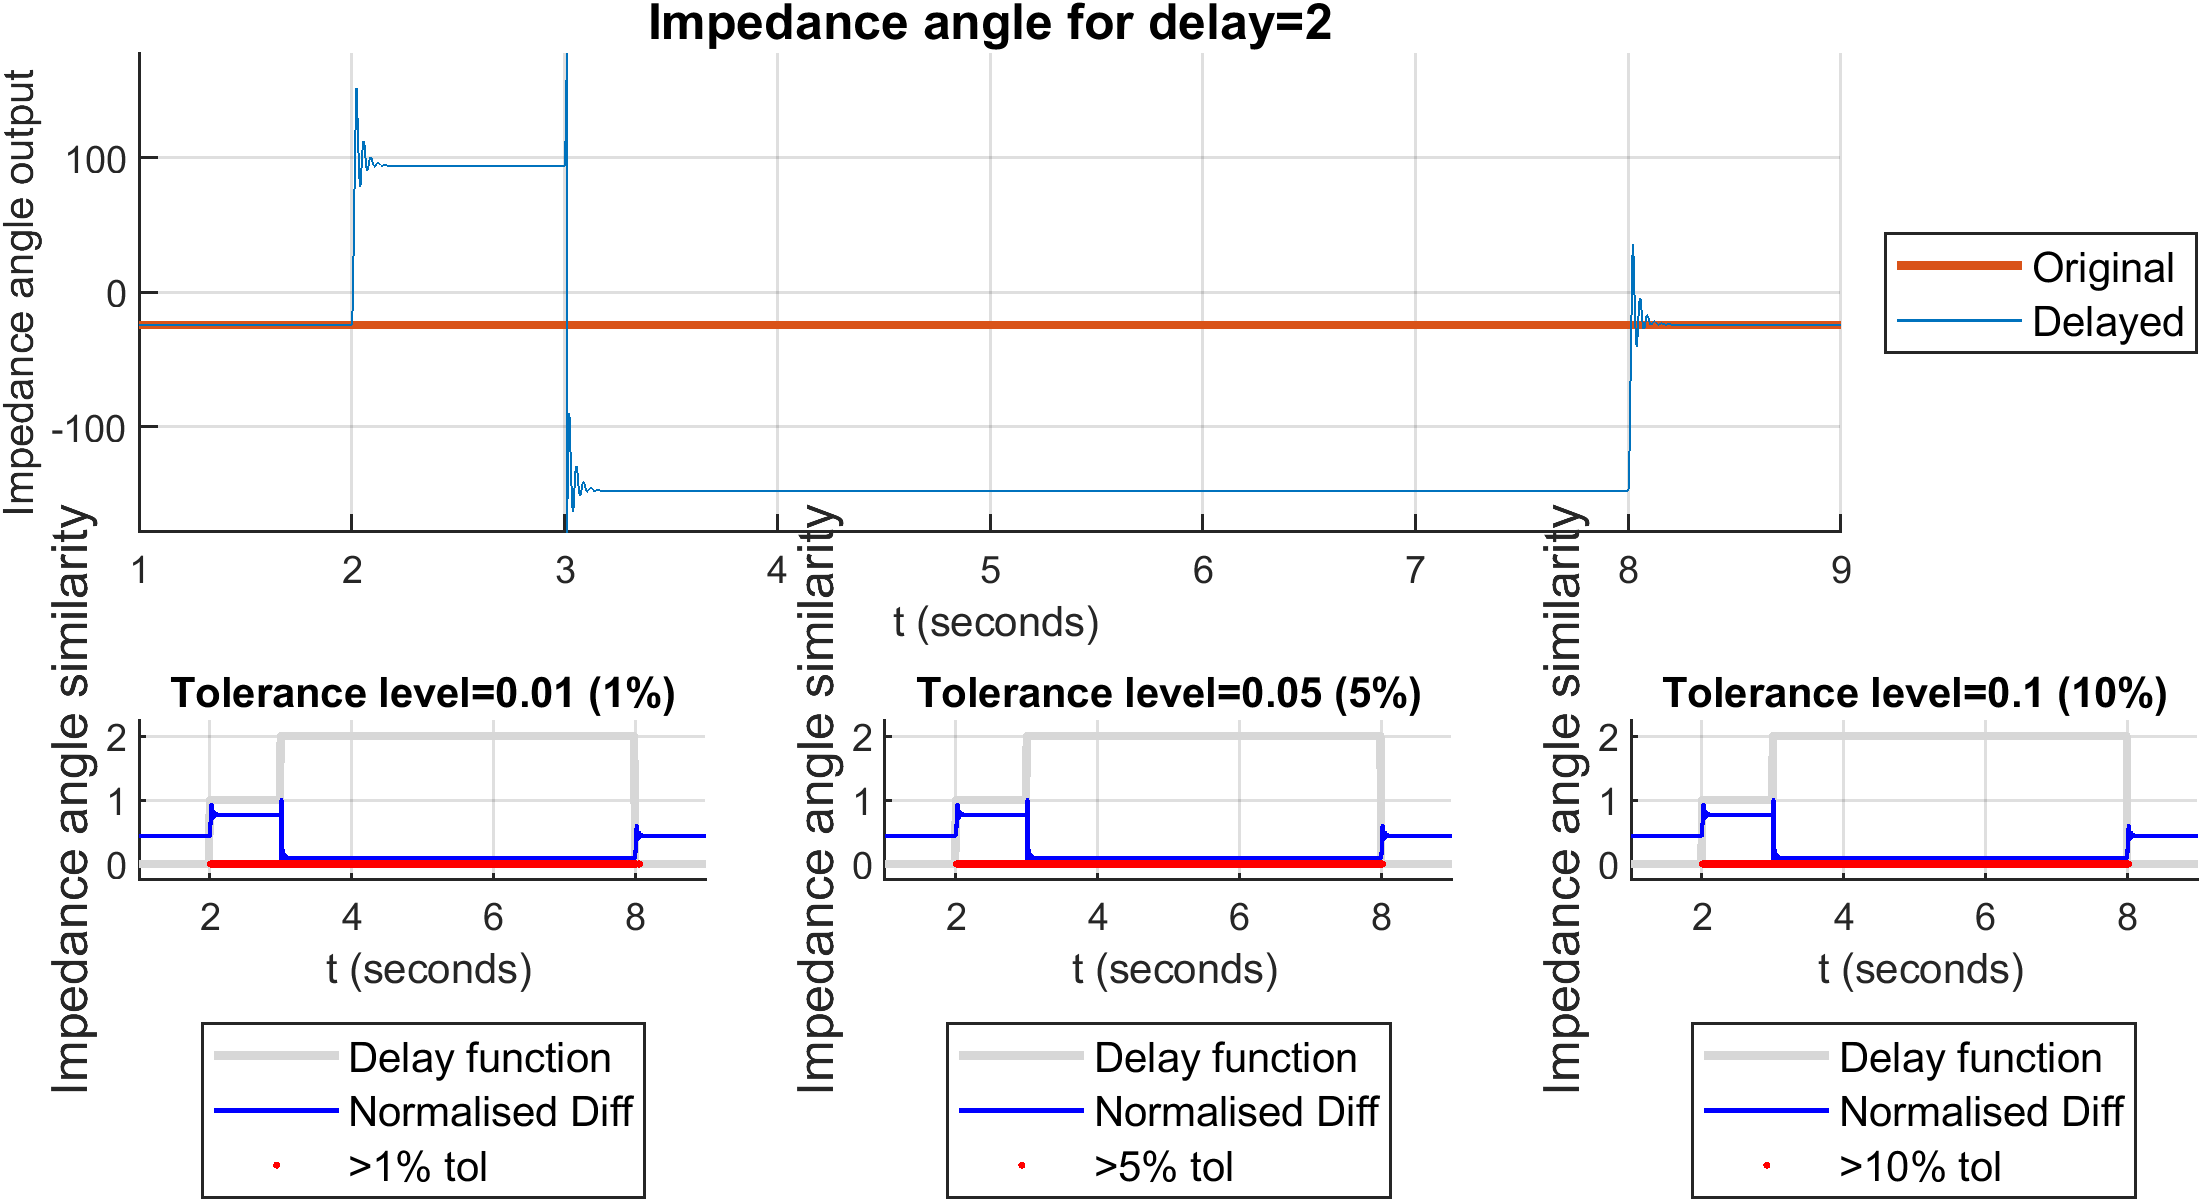 Impedance angle for delay=2
Impedance angle output
100
0
-100
1 2 3 4 5 6 7 8 9
t (seconds)
Original
Delayed
Tolerance level=0.01 (1%)
Impedance angle similarity
2
1
0
2 4 6 8
t (seconds)
Delay function
Normalised Diff
>1% tol
Tolerance level=0.05 (5%)
Impedance angle similarity
2
1
0
2 4 6 8
t (seconds)
Delay function
Normalised Diff
>5% tol
Tolerance level=0.1 (10%)
Impedance angle similarity
2
1
0
2 4 6 8
t (seconds)
Delay function
Normalised Diff
>10% tol